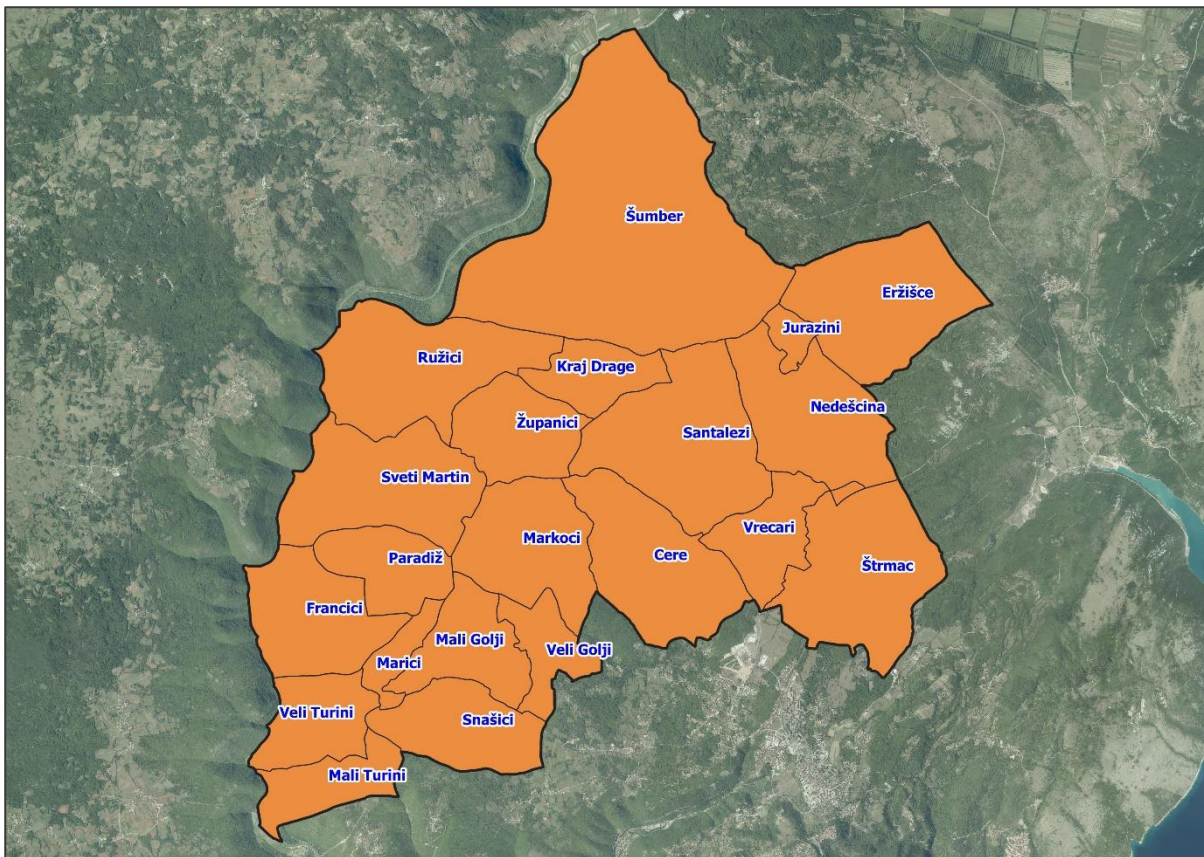 Šumber
Eržišce
Jurazini
Ružici
Kraj Drage
Nedešcina
Županici
Santalezi
Sveti Martin
Vrecari
Markoci
Cere
Paradiž
Štrmac
Francici
Mali Golji
Veli Golji
Marici
Veli Turini
Snašici
Mali Turini